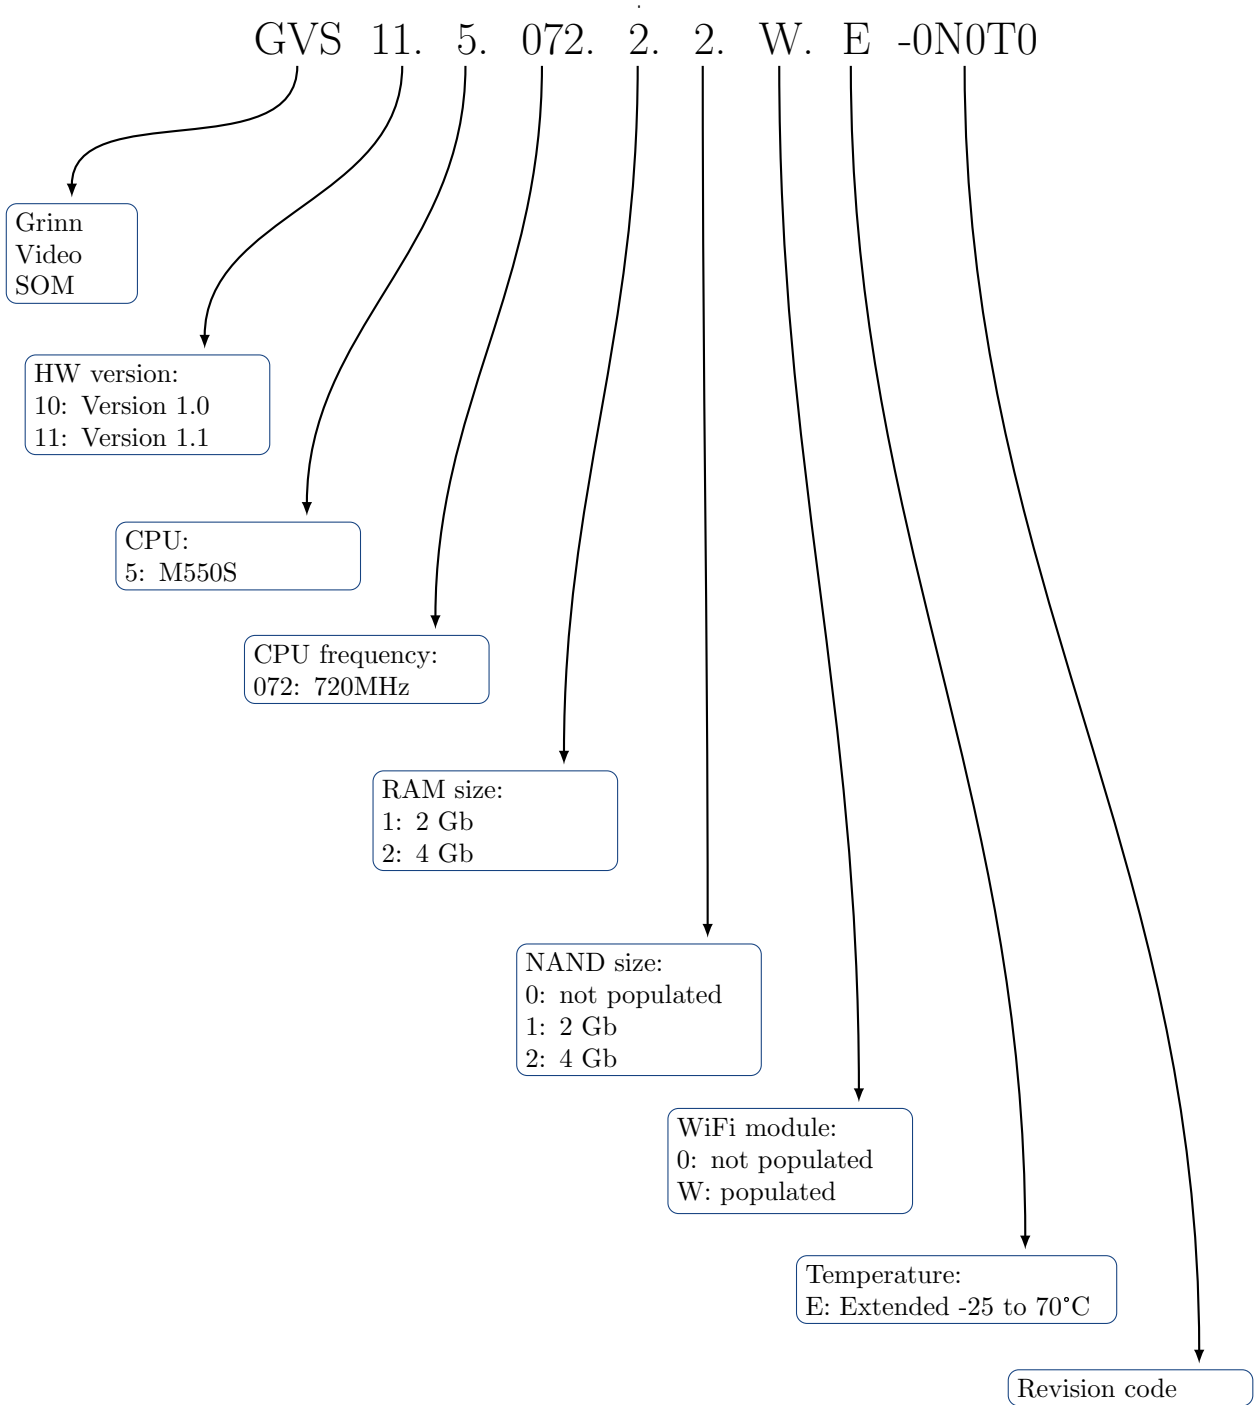 GVS 11. 5. 072. 2. 2. W. E -0N0T0
Grinn
Video
SOM
HW version:
10: Version 1.0
11: Version 1.1
CPU:
5: M550S
CPU frequency:
072: 720MHz
RAM size:
1: 2 Gb
2: 4 Gb
NAND size:
0: not populated
1: 2 Gb
2: 4 Gb
WiFi module:
0: not populated
W: populated
Temperature:
E: Extended -25 to 70°C
Revision code